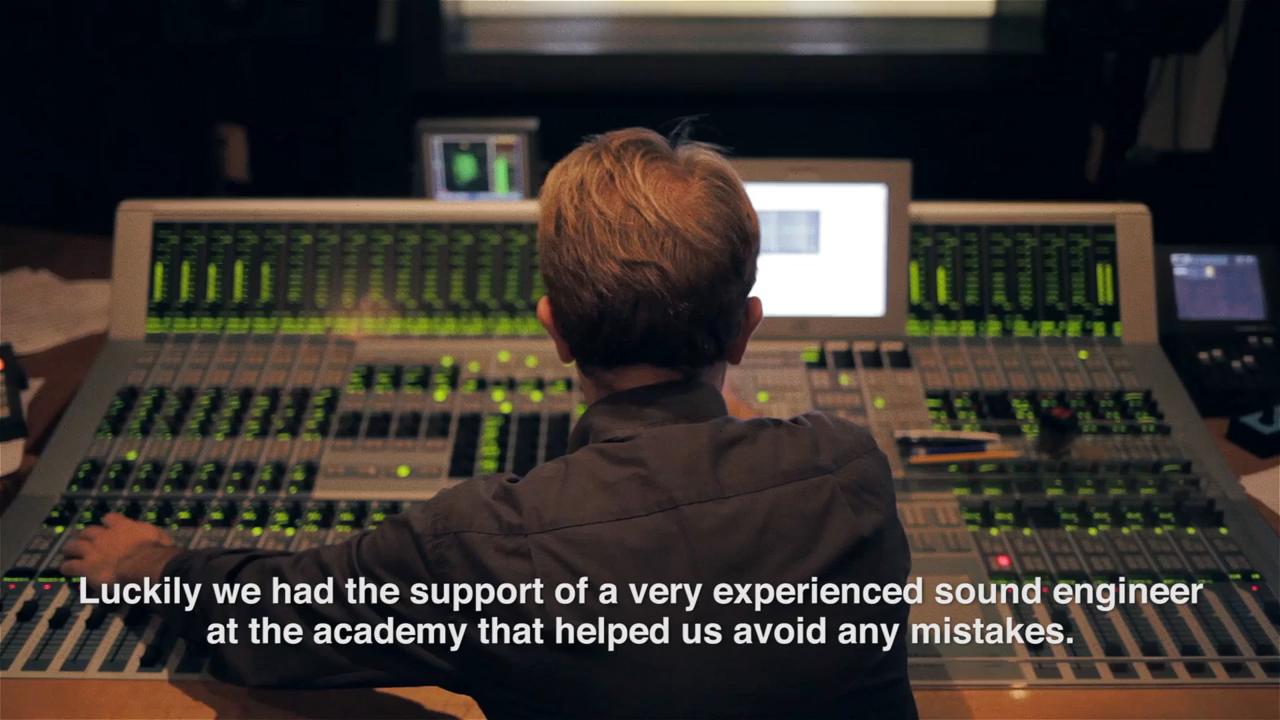 Luckily we had the support of a very experienced sound engineer
at the academy that helped us avoid any mistakes.